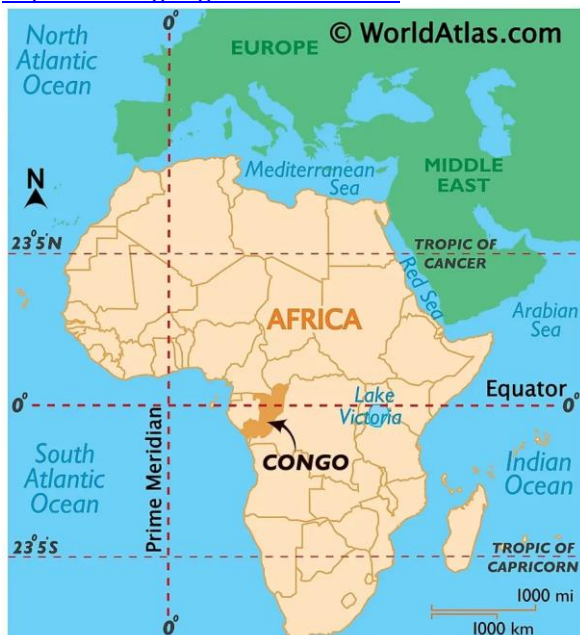 0°
© WorldAtlas.com
North
Atlantic
Ocean
EUROPE
Mediterranean
Sea
MIDDLE
EAST
N
23°5'N
TROPIC OF
CANCER
Red Sea
Arabian
Sea
AFRICA
Lake
Victoria
Equator
0°
0°
CONGO
Prime Meridian
South
Atlantic
Ocean
Indian
Ocean
23°5'S
TROPIC OF
CAPRICORN
1000 mi
1000 km
0°